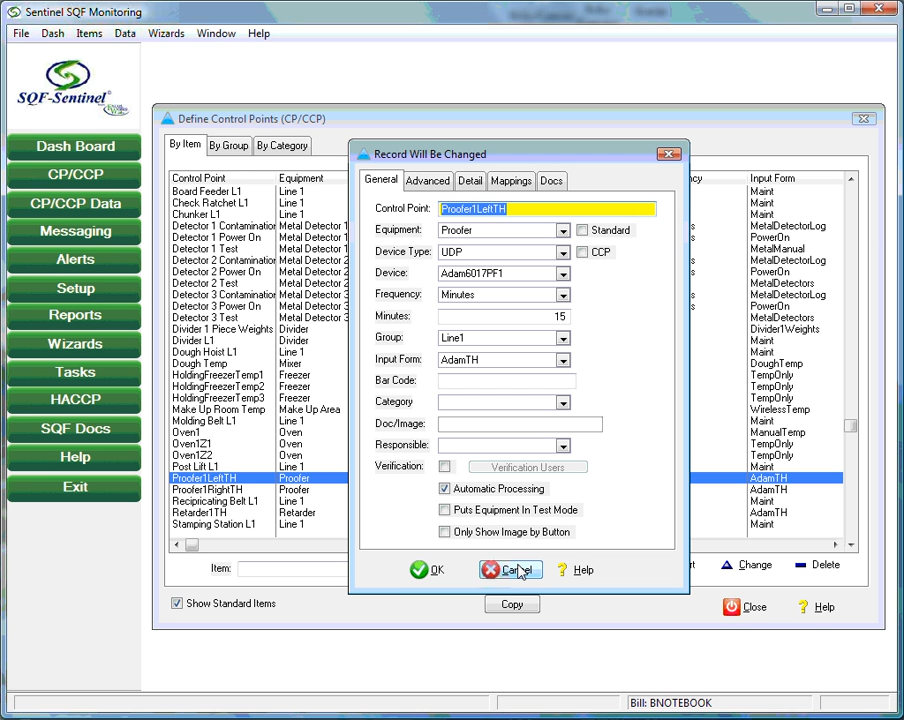 Sentinel SQF Monitoring
File Dash Items Data Wizards Window Help
SQF-Sentinel
Dash Board
CP/CCP
CP/CCP Data
Messaging
Alerts
Setup
Reports
Wizards
Tasks
HACCP
SQF Docs
Help
Exit
Define Control Points (CP/CCP)
By Item By Group By Category
Control Point Equipment cy Input Form
Board Feeder L1 Line 1 Maint
Check Ratchet L1 Line 1 Maint
Chunker L1 Line 1 Maint
Detector 1 Contamination Metal Detector 1 MetalDetectorLog
Detector 1 Power On Metal Detector 1 PowerOn
Detector 1 Test Metal Detector 1 MetalManual
Detector 2 Contamination Metal Detector 2 MetalDetectorLog
Detector 2 Power On Metal Detector 2 PowerOn
Detector 2 Test Metal Detector 2 MetalDetectors
Detector 3 Contamination Metal Detector 3 MetalDetectorLog
Detector 3 Power On Metal Detector 3 PowerOn
Detector 3 Test Metal Detector 3 MetalDetectors
Divider 1 Piece Weights Divider Divider1Weights
Divider L1 Line 1 Maint
Dough Hoist L1 Line 1 Maint
Dough Temp Mixer DoughTemp
HoldingFreezerTemp1 Freezer TempOnly
HoldingFreezerTemp2 Freezer TempOnly
HoldingFreezerTemp3 Freezer TempOnly
Make Up Room Temp Make Up Area WirelessTemp
Molding Belt L1 Line 1 Maint
Oven1 Oven ManualTemp
Oven1Z1 Oven TempOnly
Oven1Z2 Oven TempOnly
Post Lift L1 Line 1 Maint
Proofer1LeftTH Proofer AdamTH
Proofer1RightTH Proofer AdamTH
Reciprocating Belt L1 Line 1 Maint
Retarder1TH Retarder AdamTH
Stamping Station L1 Line 1 Maint
Item:
rt Change Delete
Show Standard Items
Copy
Close Help
Record Will Be Changed
General Advanced Detail Mappings Docs
Control Point: Proofer1LeftTH
Equipment: Proofer Standard
Device Type: UDP CCP
Device: Adam6017PF1
Frequency: Minutes
Minutes: 15
Group: Line1
Input Form: AdamTH
Bar Code:
Category
Doc/Image:
Responsible:
Verification: Verification Users
Automatic Processing
Puts Equipment In Test Mode
Only Show Image by Button
OK Cancel Help
Bill: BNOTEBOOK